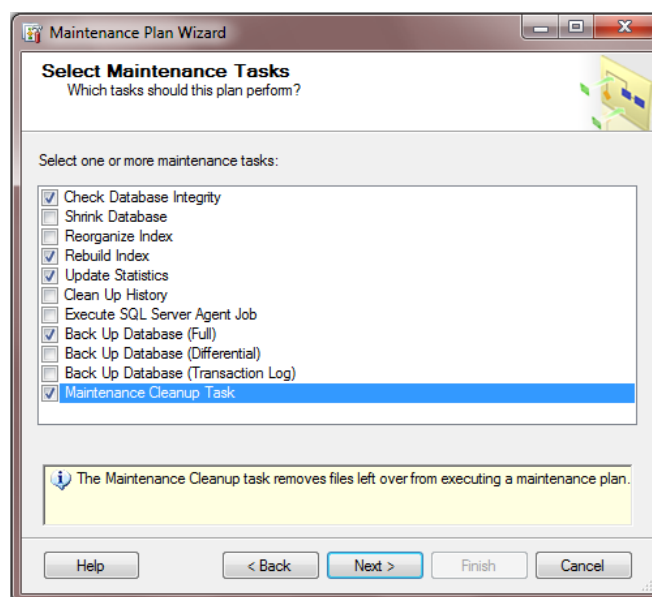 Maintenance Plan Wizard
Select Maintenance Tasks
Which tasks should this plan perform?
Select one or more maintenance tasks:
Check Database Integrity
Shrink Database
Reorganize Index
Rebuild Index
Update Statistics
Clean Up History
Execute SQL Server Agent Job
Back Up Database (Full)
Back Up Database (Differential)
Back Up Database (Transaction Log)
Maintenance Cleanup Task
The Maintenance Cleanup task removes files left over from executing a maintenance plan.
Help
< Back
Next >
Finish
Cancel